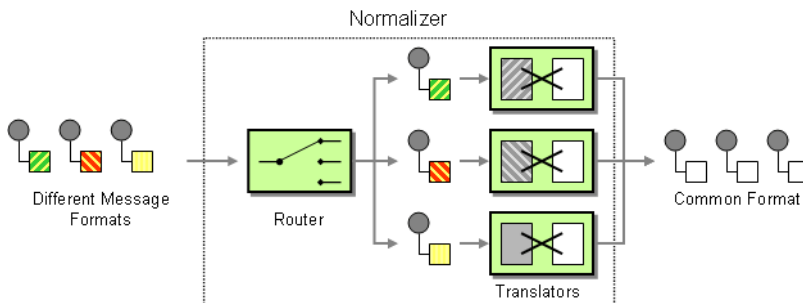 Normalizer
Different Message
Formats
Router
Translators
Common Format